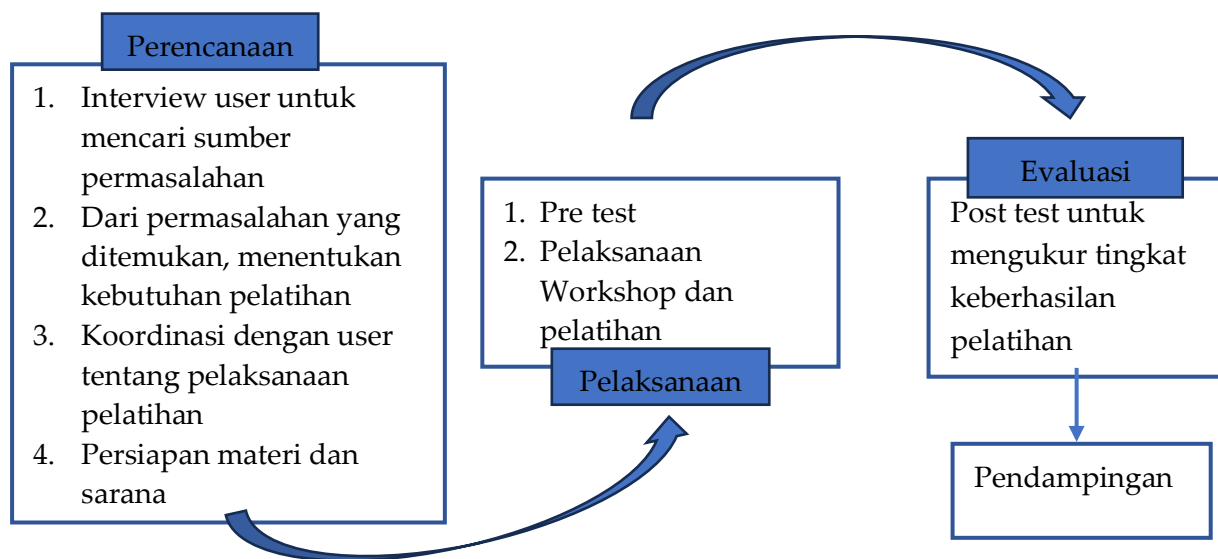 Perencanaan
1. Interview user untuk
mencari sumber
permasalahan
2. Dari permasalahan yang
ditemukan, menentukan
kebutuhan pelatihan
3. Koordinasi dengan user
tentang pelaksanaan
pelatihan
4. Persiapan materi dan
sarana
1. Pre test
2. Pelaksanaan
Workshop dan
pelatihan
Pelaksanaan
Evaluasi
Post test untuk
mengukur tingkat
keberhasilan
pelatihan
Pendampingan